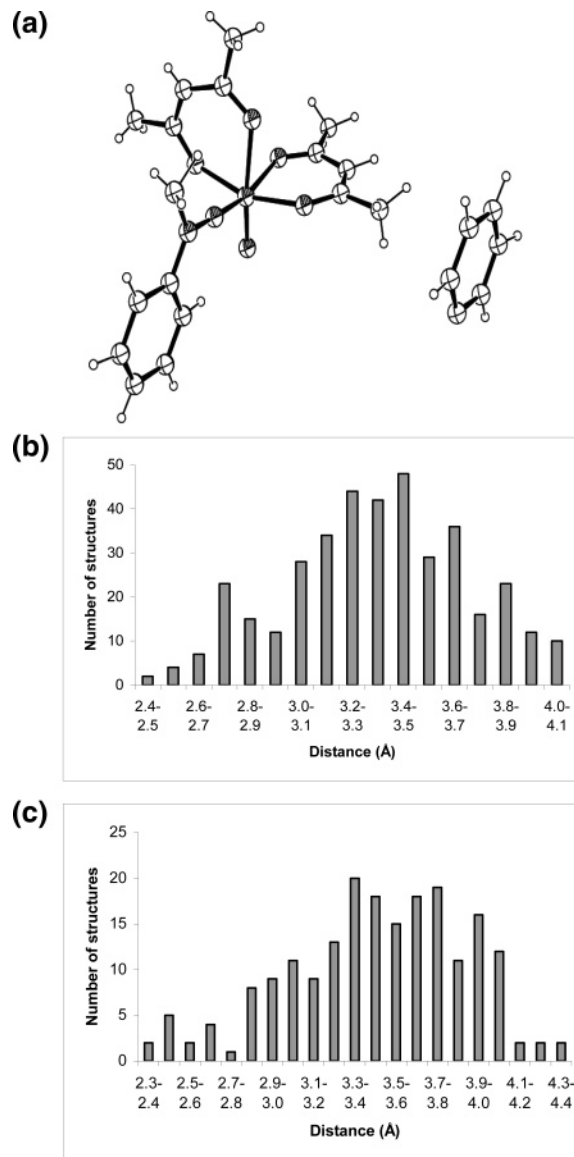 (a)
(b)
50
40
30
20
10
0
Number of structures
2.4- 2.6- 2.8- 3.0- 3.2- 3.4- 3.6- 3.8- 4.0-
2.5 2.7 2.9 3.1 3.3 3.5 3.7 3.9 4.1
Distance (Å)
(c)
25
20
15
10
5
0
Number of structures
2.3- 2.5- 2.7- 2.9- 3.1- 3.3- 3.5- 3.7- 3.9- 4.1- 4.3-
2.4 2.6 2.8 3.0 3.2 3.4 3.6 3.8 4.0 4.2 4.4
Distance (Å)